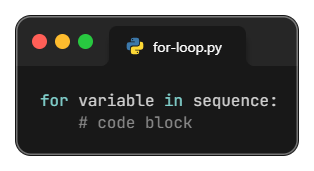 for-loop.py
for variable in sequence:
    # code block